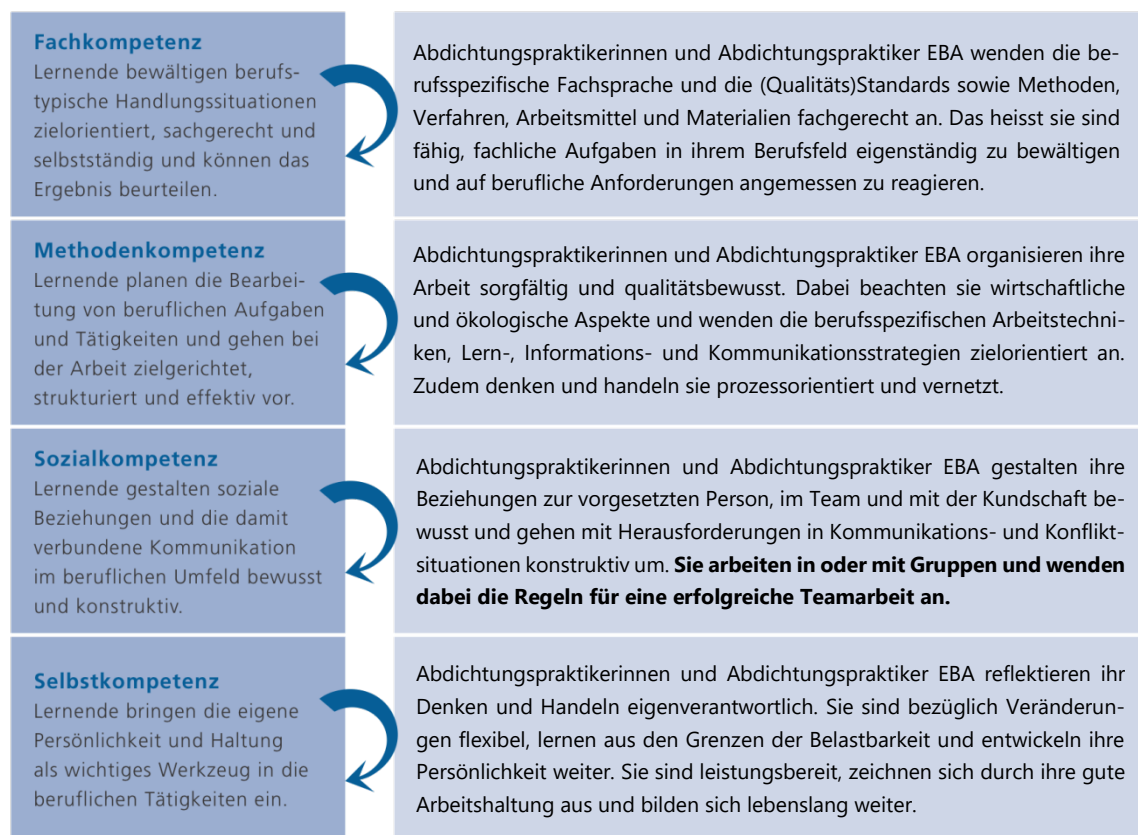 Fachkompetenz
Lernende bewältigen berufs-
typische Handlungssituationen
zielorientiert, sachgerecht und
selbstständig und können das
Ergebnis beurteilen.
Abdichtungspraktikerinnen und Abdichtungspraktiker EBA wenden die be-
rufsspezifische Fachsprache und die (Qualitäts)Standards sowie Methoden,
Verfahren, Arbeitsmittel und Materialien fachgerecht an. Das heisst sie sind
fähig, fachliche Aufgaben in ihrem Berufsfeld eigenständig zu bewältigen
und auf berufliche Anforderungen angemessen zu reagieren.
Methodenkompetenz
Lernende planen die Bearbei-
tung von beruflichen Aufgaben
und Tätigkeiten und gehen bei
der Arbeit zielgerichtet,
strukturiert und effektiv vor.
Abdichtungspraktikerinnen und Abdichtungspraktiker EBA organisieren ihre
Arbeit sorgfältig und qualitätsbewusst. Dabei beachten sie wirtschaftliche
und ökologische Aspekte und wenden die berufsspezifischen Arbeitstechni-
ken, Lern-, Informations- und Kommunikationsstrategien zielorientiert an.
Zudem denken und handeln sie prozessorientiert und vernetzt.
Sozialkompetenz
Lernende gestalten soziale
Beziehungen und die damit
verbundene Kommunikation
im beruflichen Umfeld bewusst
und konstruktiv.
Abdichtungspraktikerinnen und Abdichtungspraktiker EBA gestalten ihre
Beziehungen zur vorgesetzten Person, im Team und mit der Kundschaft be-
wusst und gehen mit Herausforderungen in Kommunikations- und Konflikt-
situationen konstruktiv um. Sie arbeiten in oder mit Gruppen und wenden
dabei die Regeln für eine erfolgreiche Teamarbeit an.
Selbstkompetenz
Lernende bringen die eigene
Persönlichkeit und Haltung
als wichtiges Werkzeug in die
beruflichen Tätigkeiten ein.
Abdichtungspraktikerinnen und Abdichtungspraktiker EBA reflektieren ihr
Denken und Handeln eigenverantwortlich. Sie sind bezüglich Veränderun-
gen flexibel, lernen aus den Grenzen der Belastbarkeit und entwickeln ihre
Persönlichkeit weiter. Sie sind leistungsbereit, zeichnen sich durch ihre gute
Arbeitshaltung aus und bilden sich lebenslang weiter.